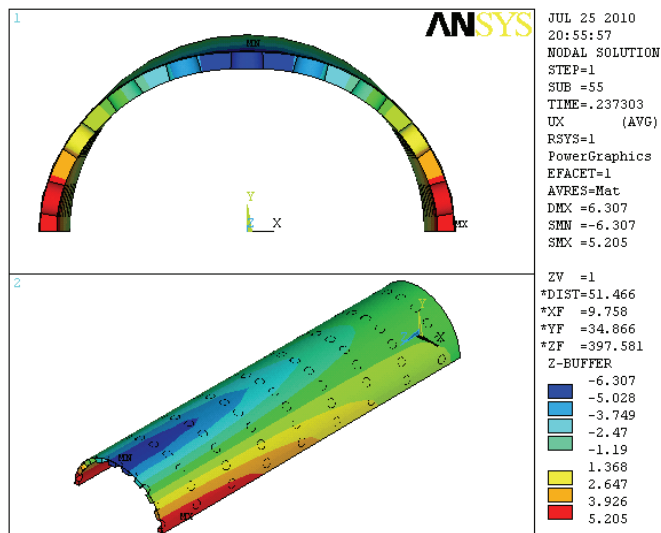 1
ANSYS
MN
Y
Z X
MX
2
Y
Z
X
MN
MX
JUL 25 2010
20:55:57
NODAL SOLUTION
STEP=1
SUB =55
TIME=.237303
UX (AVG)
RSYS=1
PowerGraphics
EFACET=1
AVRES=Mat
DMX =6.307
SMN =-6.307
SMX =5.205
ZV =1
*DIST=51.466
*XF =9.758
*YF =34.866
*ZF =397.581
Z-BUFFER
-6.307
-5.028
-3.749
-2.47
-1.19
1.368
2.647
3.926
5.205